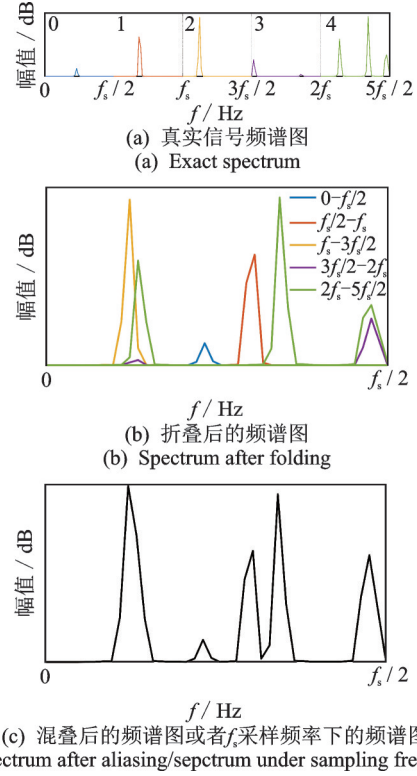 0 1 2 3 4 5
幅值 / dB
0 fs / 2 fs 3fs / 2 2fs 5fs / 2
f / Hz
(a) 真实信号频谱图
(a) Exact spectrum
0−fs/2
fs/2−fs
fs−3fs/2
3fs/2−2fs
2fs−5fs/2
幅值 / dB
0 fs / 2
f / Hz
(b) 折叠后的频谱图
(b) Spectrum after folding
幅值 / dB
0 fs / 2
f / Hz
(c) 混叠后的频谱图或者fs采样频率下的频谱图
ectrum after aliasing/sepctrum under sampling fre